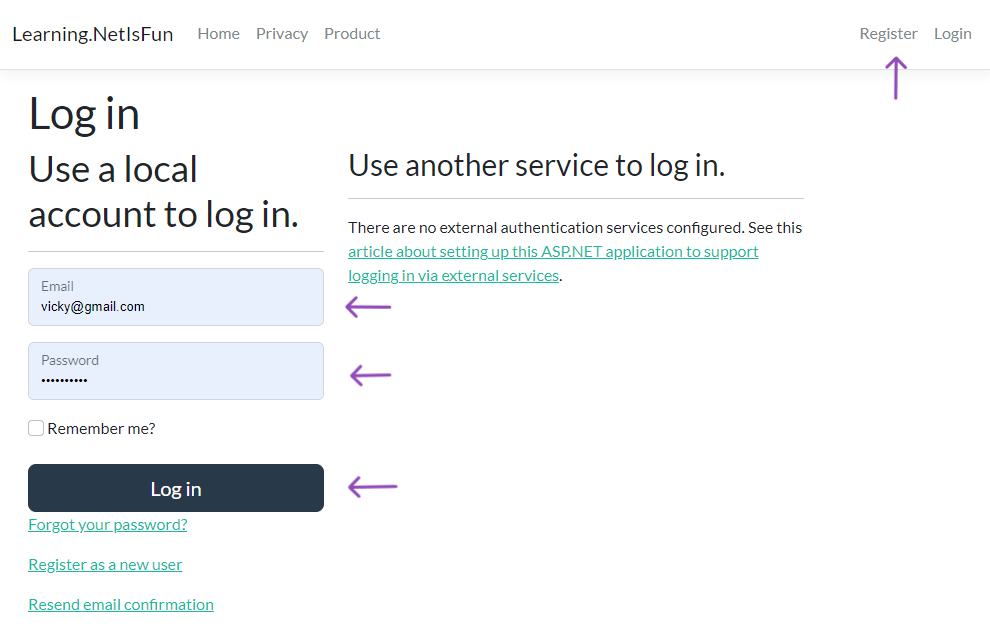 Learning.NetIsFun Home Privacy Product Register Login
Log in
Use a local
account to log in.
Use another service to log in.
There are no external authentication services configured. See this
article about setting up this ASP.NET application to support
logging in via external services.
Email
vicky@gmail.com
Password
••••••••••
Remember me?
Log in
Forgot your password?
Register as a new user
Resend email confirmation